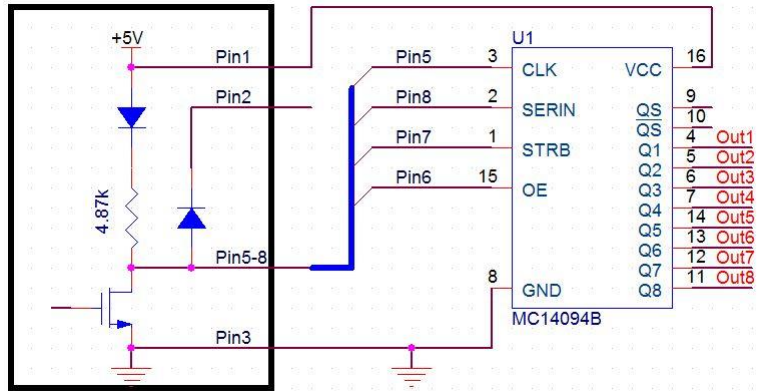 +5V
Pin1
Pin2
4.87k
Pin5-8
Pin3
Pin5
Pin8
Pin7
Pin6
U1
3 CLK VCC 16
2 SERIN QS 9
QS 10
1 STRB Q1 4 Out1
Q2 5 Out2
15 OE Q3 6 Out3
Q4 7 Out4
Q5 14 Out5
Q6 13 Out6
Q7 12 Out7
8 GND Q8 11 Out8
MC14094B